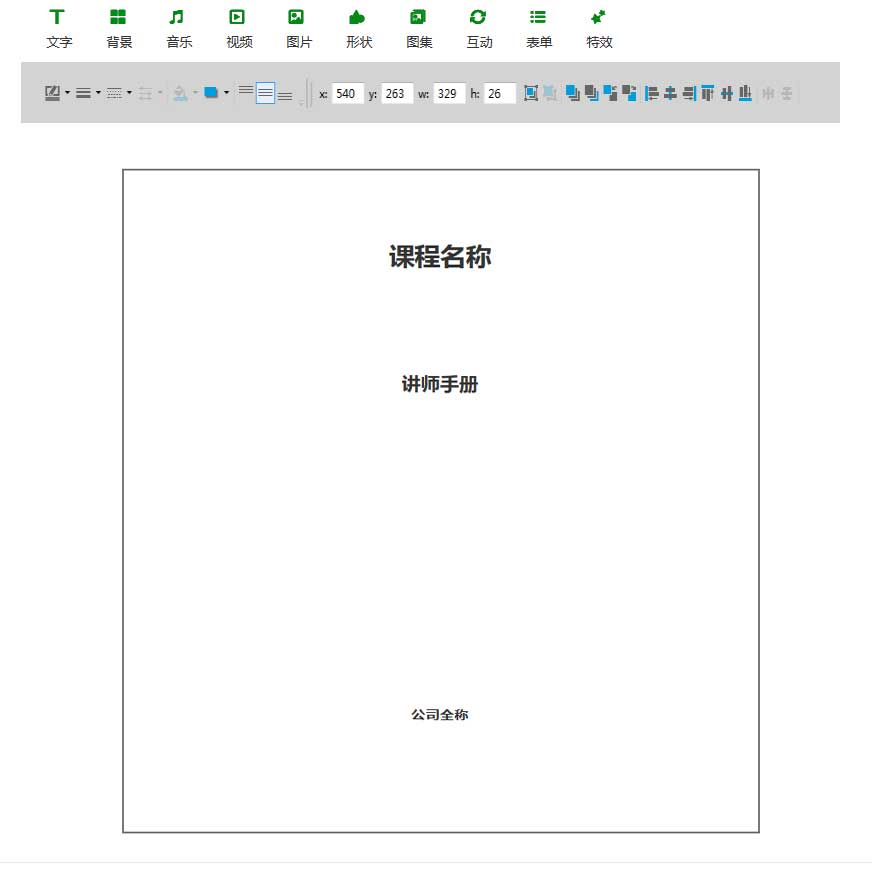 文字 背景 音乐 视频 图片 形状 图集 互动 表单 特效
x: 540 y: 263 w: 329 h: 26
课程名称
讲师手册
公司全称